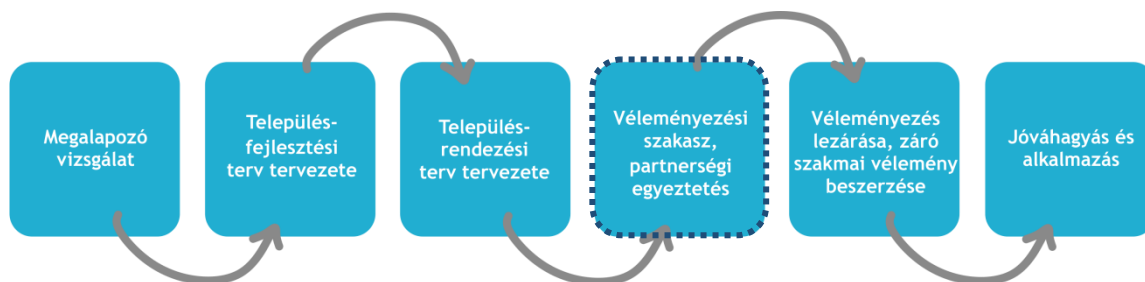 Megalapozó
vizsgálat
Település-
fejlesztési
terv tervezete
Település-
rendezési
terv tervezete
Véleményezési
szakasz,
partnerségi
egyeztetés
Véleményezés
lezárása, záró
szakmai vélemény
beszerzése
Jóváhagyás és
alkalmazás